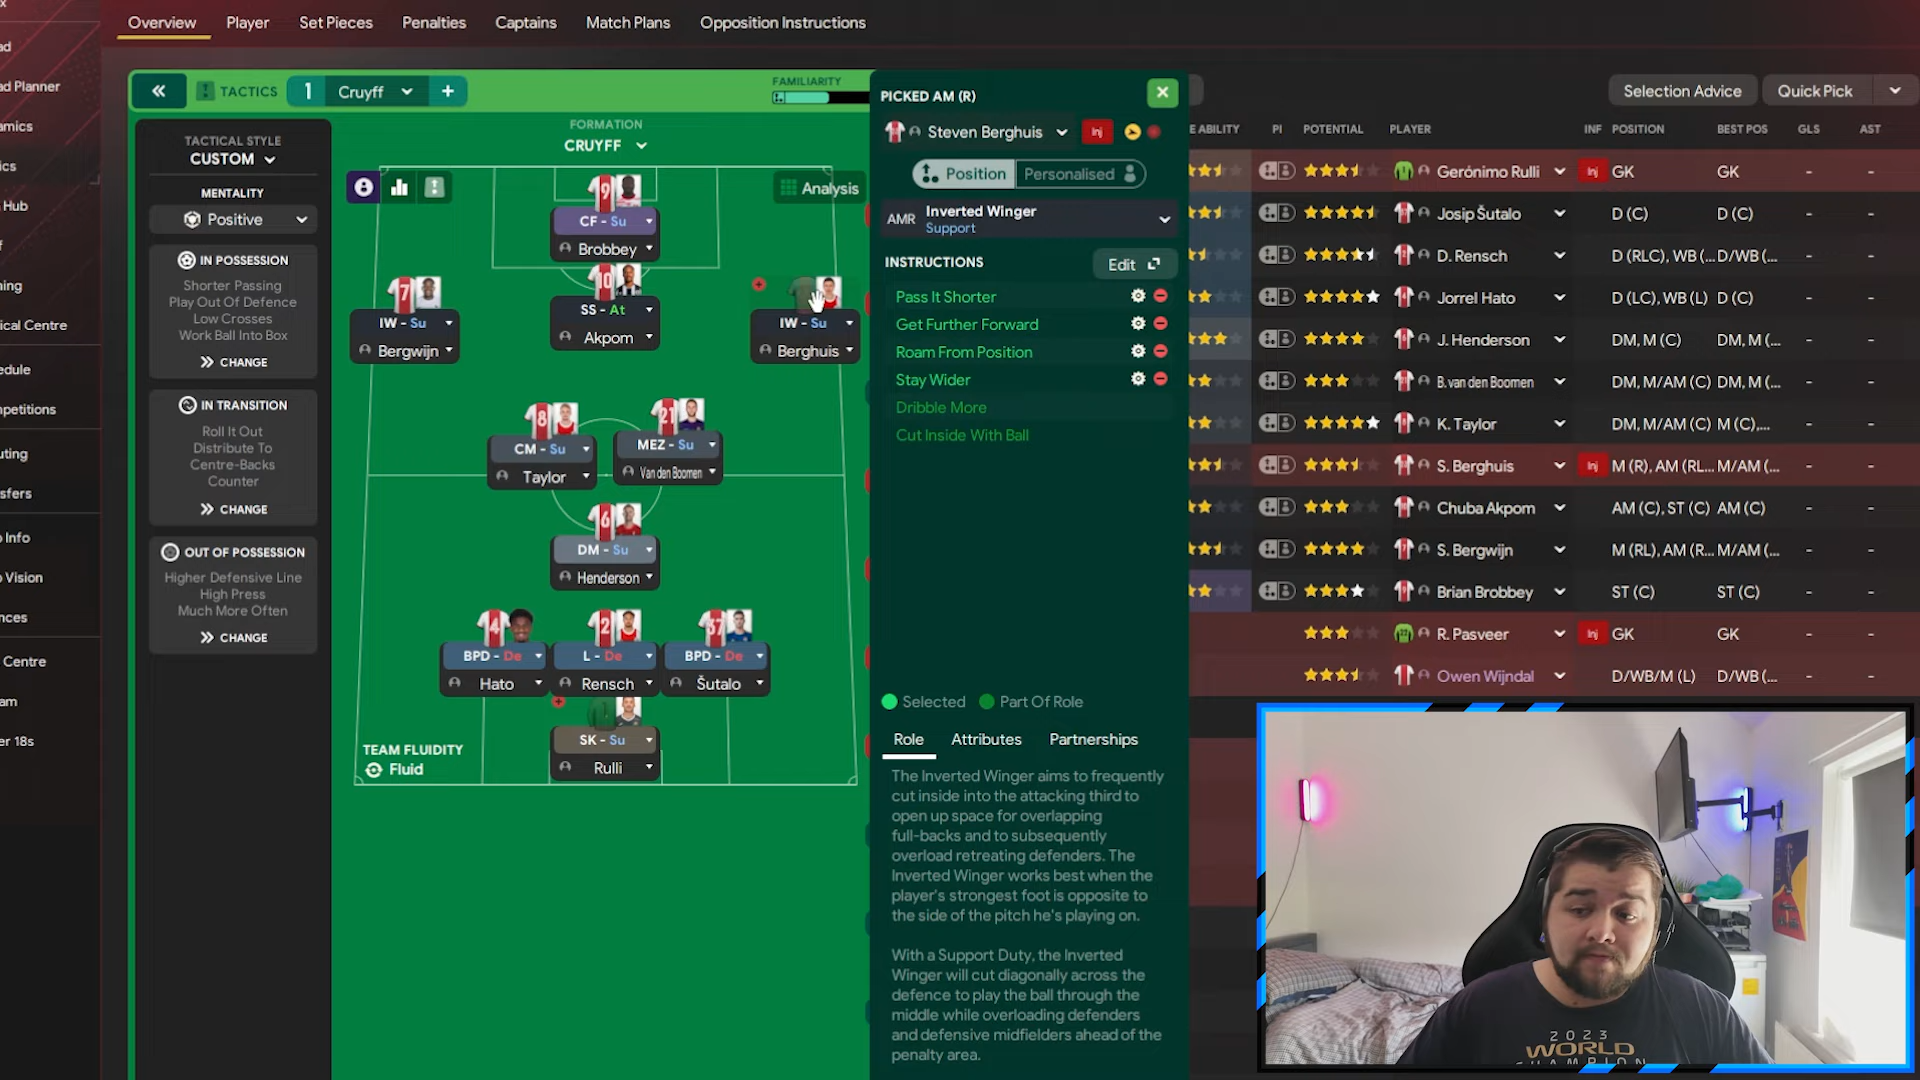 Overview Player Set Pieces Penalties Captains Match Plans Opposition Instructions
ad
ad Planner
amics
ics
Hub
f
ning
ical Centre
edule
petitions
uting
sfers
o Info
o Vision
nces
Centre
am
er 18s
TACTICS 1 Cruyff +
FAMILIARITY
TACTICAL STYLE
CUSTOM
MENTALITY
Positive
IN POSSESSION
Shorter Passing
Play Out Of Defence
Low Crosses
Work Ball Into Box
CHANGE
IN TRANSITION
Roll It Out
Distribute To
Centre-Backs
Counter
CHANGE
OUT OF POSSESSION
Higher Defensive Line
High Press
Much More Often
CHANGE
FORMATION
CRUYFF
Analysis
9
CF - Su
Brobbey
7
IW - Su
Bergwijn
10
SS - At
Akpom
IW - Su
Berghuis
8
CM - Su
Taylor
21
MEZ - Su
Van den Boomen
6
DM - Su
Henderson
4
BPD - De
Hato
2
L - De
Rensch
37
BPD - De
Šutalo
SK - Su
Rulli
TEAM FLUIDITY
Fluid
PICKED AM (R)
Steven Berghuis Inj
Position Personalised
AMR Inverted Winger
Support
INSTRUCTIONS Edit
Pass It Shorter
Get Further Forward
Roam From Position
Stay Wider
Dribble More
Cut Inside With Ball
Selected Part Of Role
Role Attributes Partnerships
The Inverted Winger aims to frequently
cut inside into the attacking third to
open up space for overlapping
full-backs and to subsequently
overload retreating defenders. The
Inverted Winger works best when the
player's strongest foot is opposite to
the side of the pitch he's playing on.
With a Support Duty, the Inverted
Winger will cut diagonally across the
defence to play the ball through the
middle while overloading defenders
and defensive midfielders ahead of the
penalty area.
Selection Advice Quick Pick
E ABILITY PI POTENTIAL PLAYER INF POSITION BEST POS GLS AST
Gerónimo Rulli Inj GK GK - -
Josip Šutalo D (C) D (C) - -
D. Rensch D (RLC), WB (... D/WB (... - -
Jorrel Hato D (LC), WB (L) D (C) - -
J. Henderson DM, M (C) DM, M (... - -
B. van den Boomen DM, M/AM (C) DM, M (... - -
K. Taylor DM, M/AM (C) M (C),... - -
S. Berghuis Inj M (R), AM (RL... M/AM (... - -
Chuba Akpom AM (C), ST (C) AM (C) - -
S. Bergwijn M (RL), AM (R... M/AM (... - -
Brian Brobbey ST (C) ST (C) - -
R. Pasveer Inj GK GK - -
Owen Wijndal D/WB/M (L) D/WB (... - -
2023
WORLD
CHAMPION